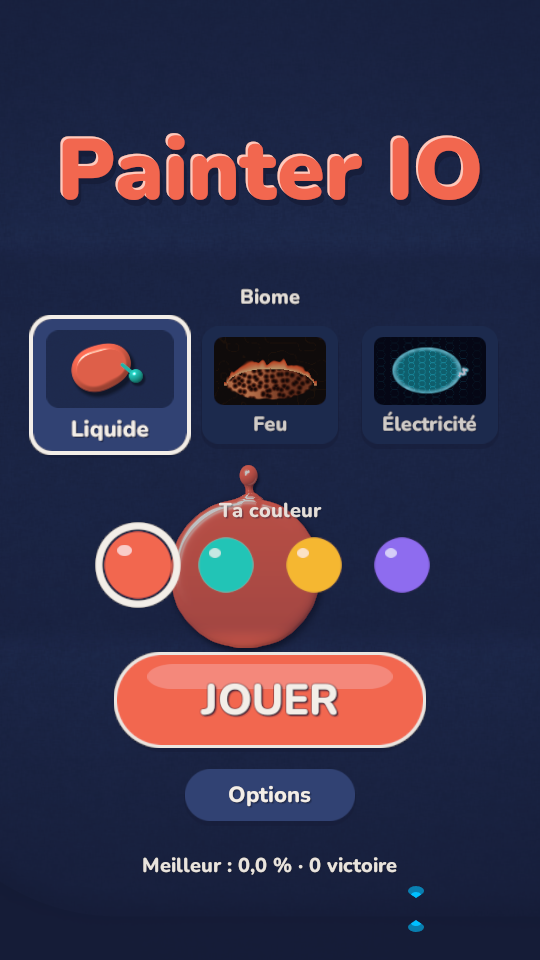 Painter IO
Biome
Liquide
Feu
Électricité
Ta couleur
JOUER
Options
Meilleur : 0,0 % · 0 victoire